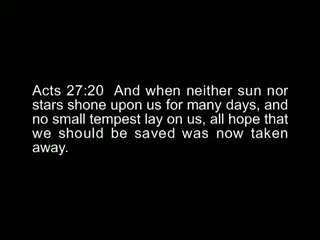 Acts 27:20  And when neither sun nor
stars shone upon us for many days, and
no small tempest lay on us, all hope that
we should be saved was now taken
away.